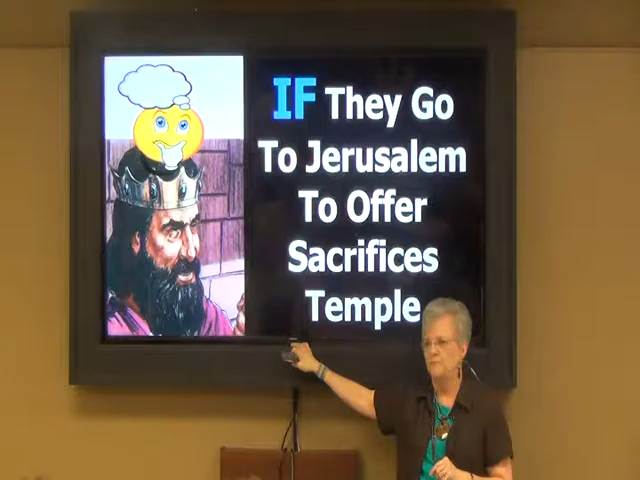 IF They Go
To Jerusalem
To Offer
Sacrifices
Temple